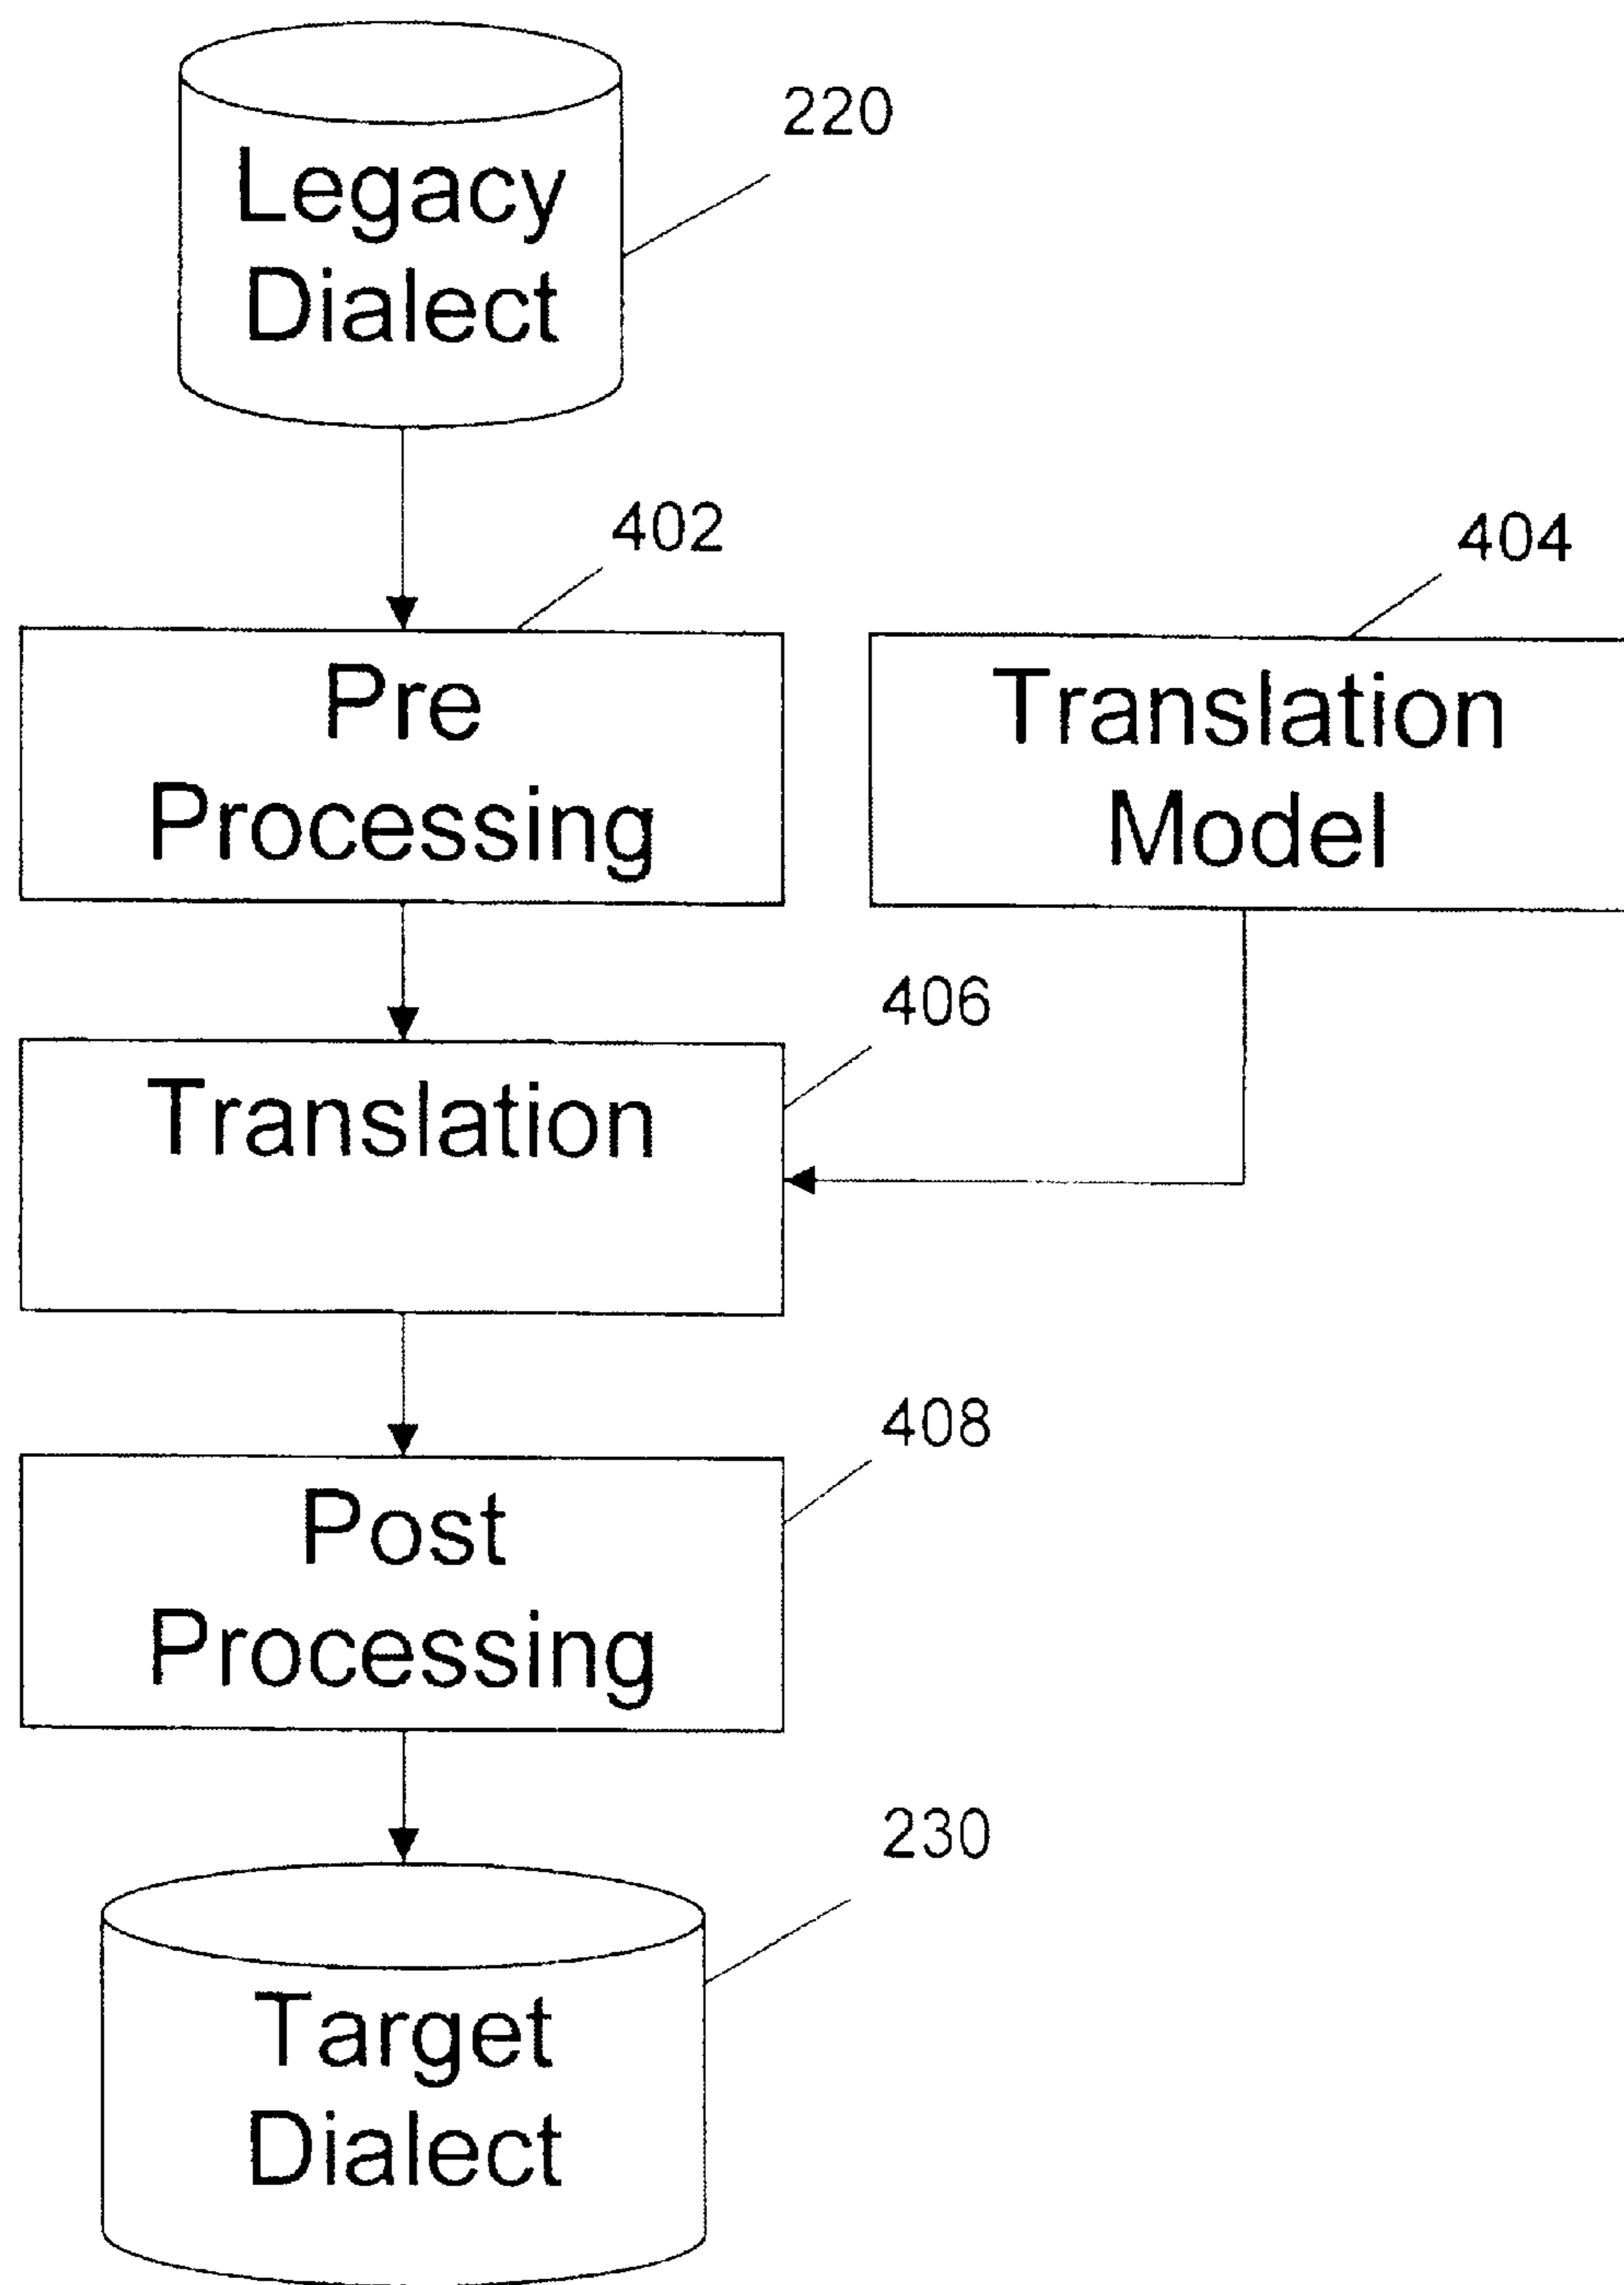 220
Legacy
Dialect
402
404
Pre
Processing
Translation
Model
406
Translation
408
Post
Processing
230
Target
Dialect